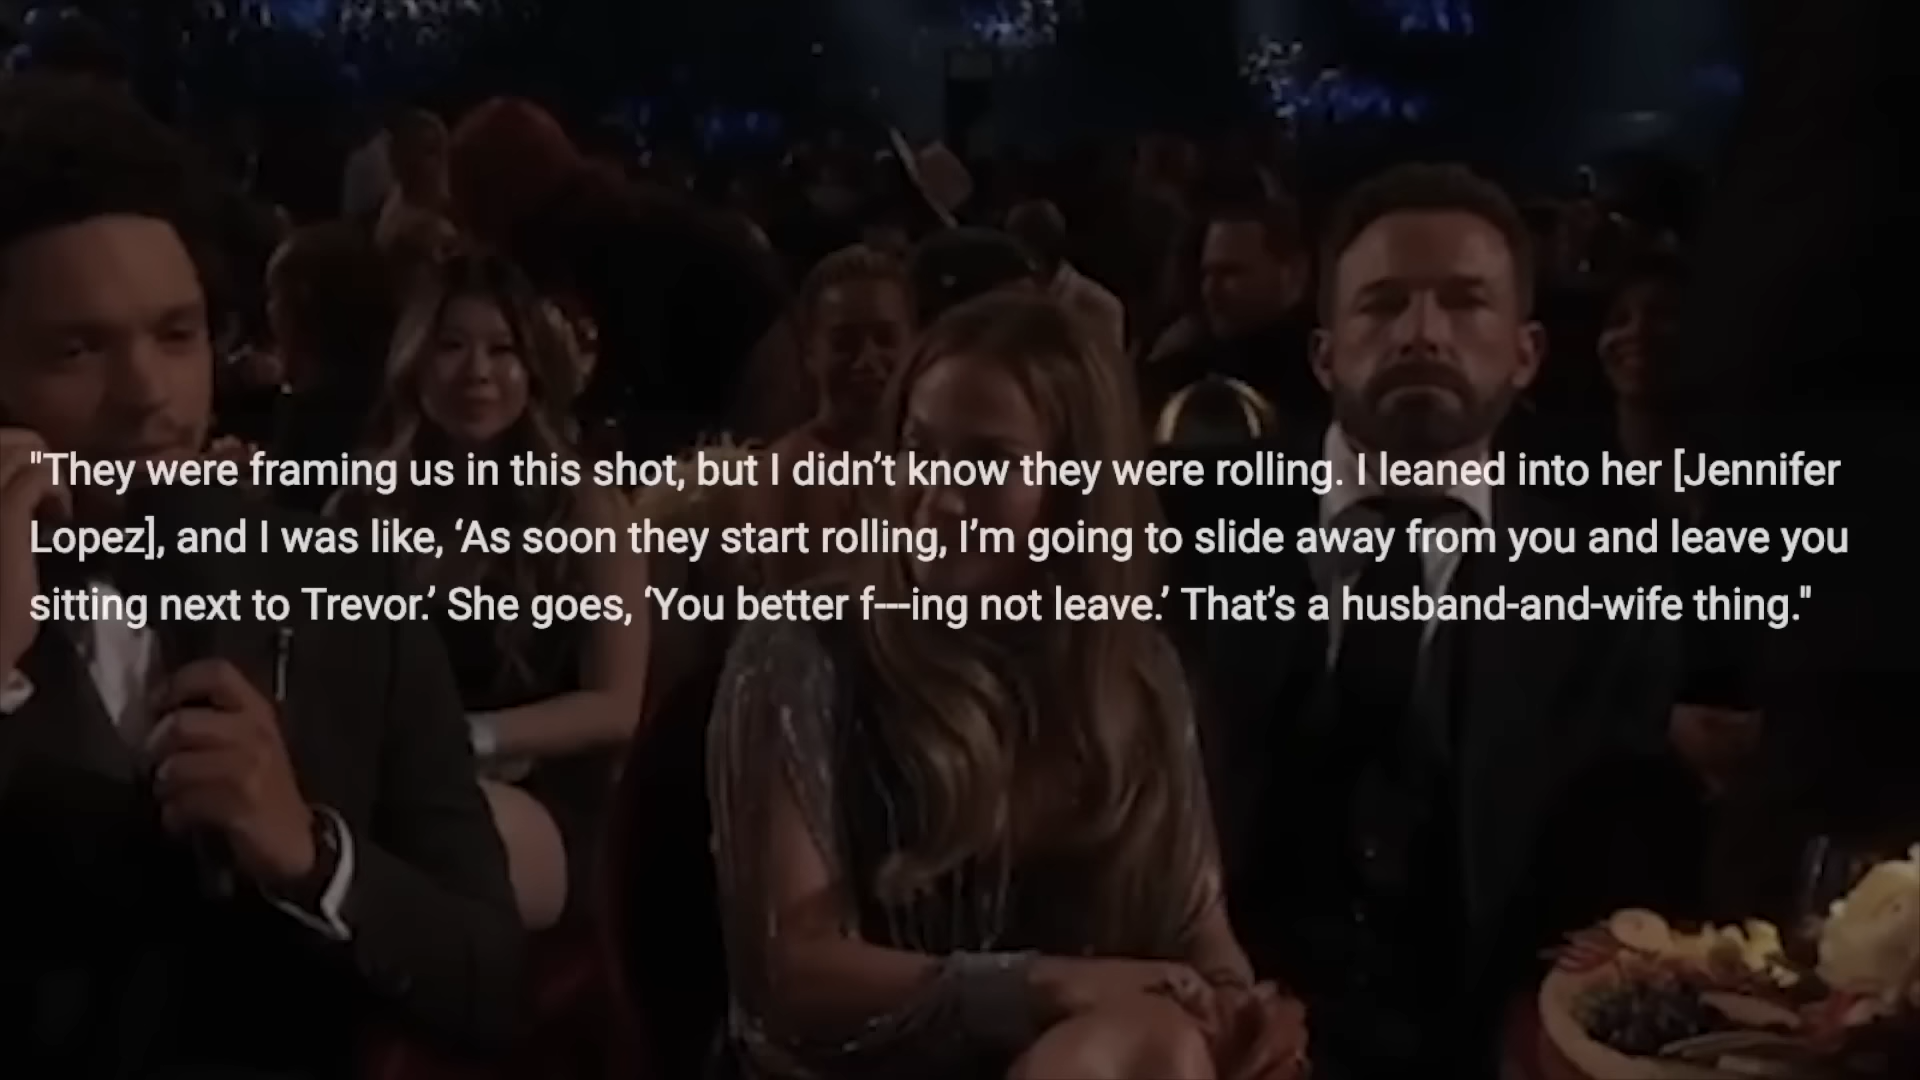 "They were framing us in this shot, but I didn’t know they were rolling. I leaned into her [Jennifer
Lopez], and I was like, ‘As soon they start rolling, I’m going to slide away from you and leave you
sitting next to Trevor.’ She goes, ‘You better f---ing not leave.’ That’s a husband-and-wife thing."